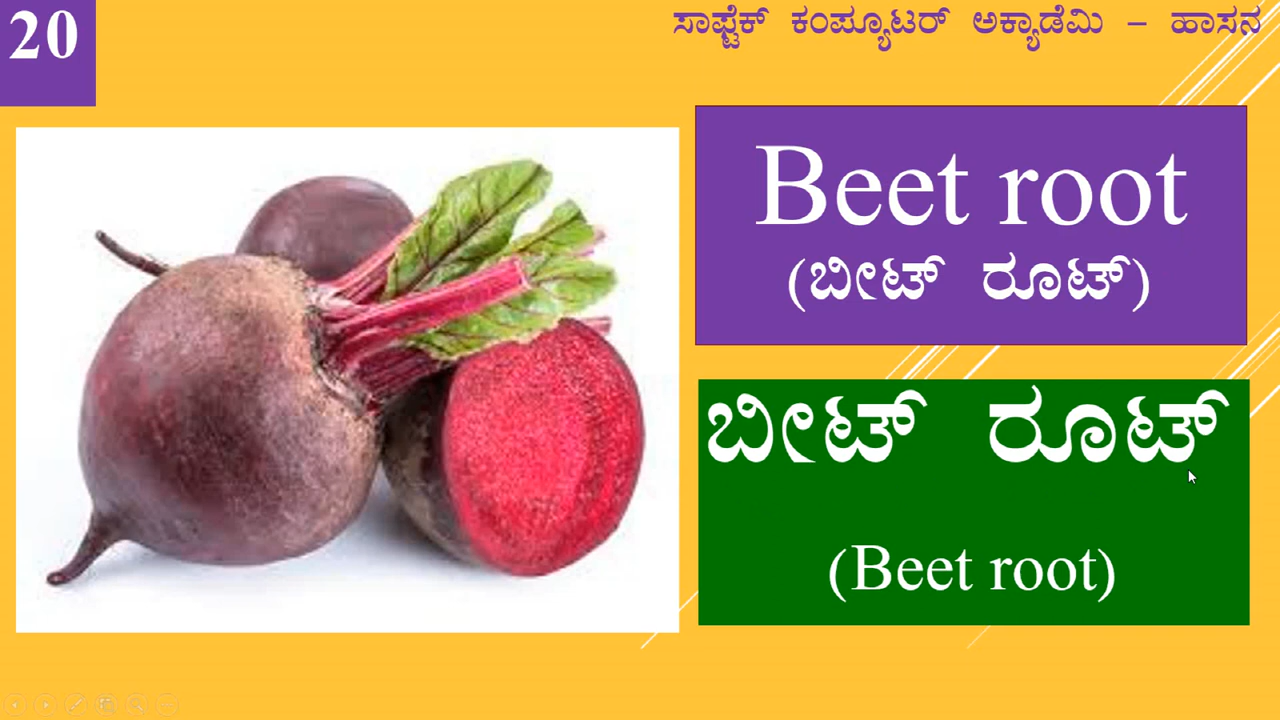 20
ಸಾಫ್ಟೆಕ್ ಕಂಪ್ಯೂಟರ್ ಅಕ್ಯಾಡೆಮಿ – ಹಾಸನ
Beet root
(ಬೀಟ್ ರೂಟ್)
ಬೀಟ್ ರೂಟ್
(Beet root)